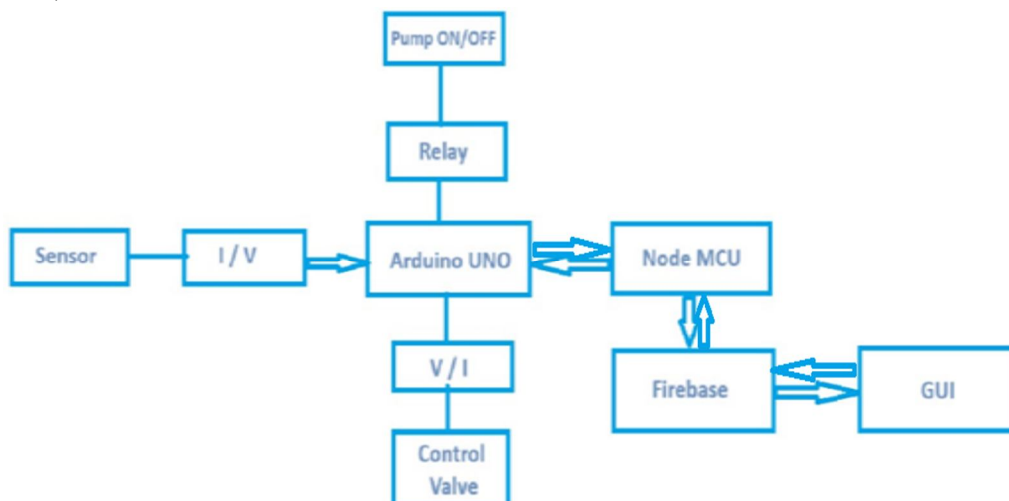 Pump ON/OFF
Relay
Sensor
I / V
Arduino UNO
Node MCU
V / I
Firebase
GUI
Control
Valve